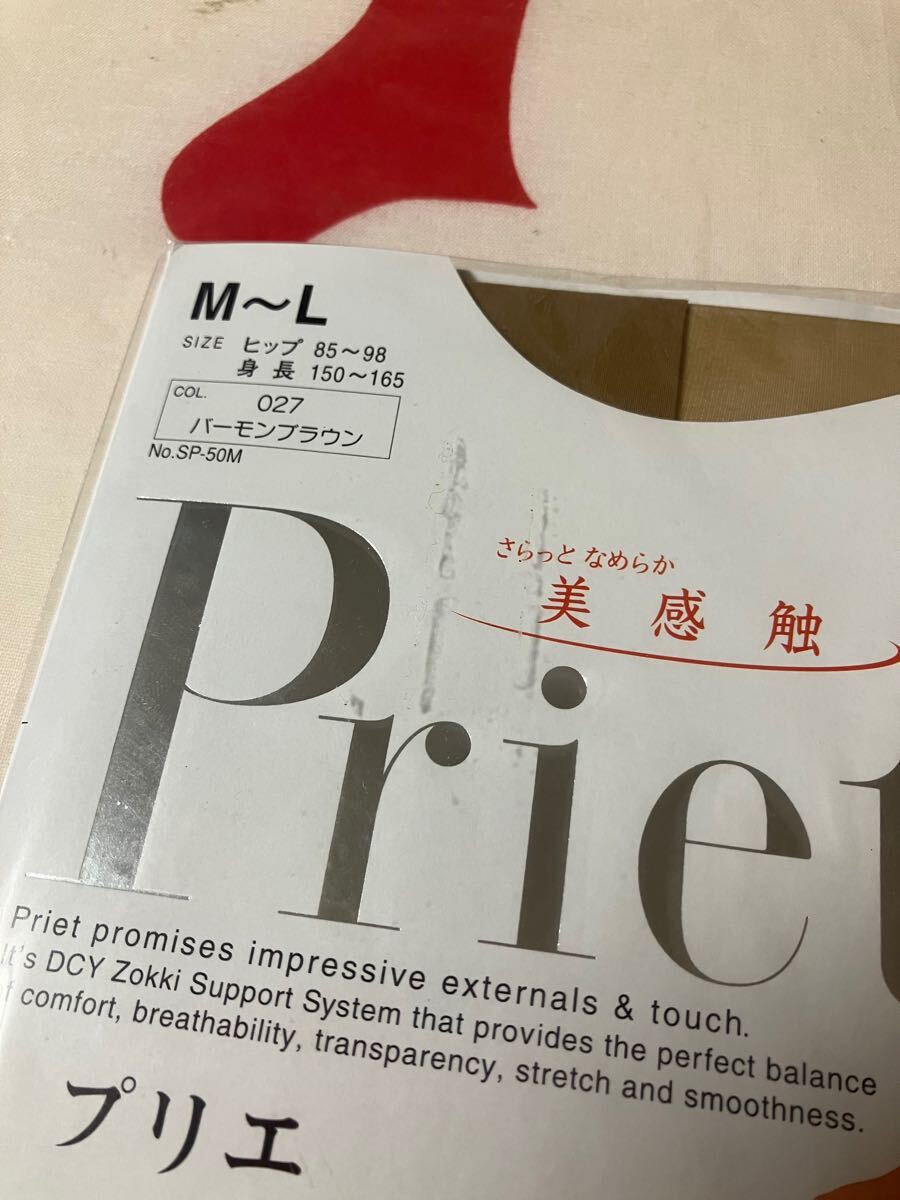 M～L
SIZE ヒップ 85～98
身長 150～165
COL. 027
バーモンブラウン
No.SP-50M
さらっと なめらか
美感触
Priet
Priet promises impressive externals & touch.
It's DCY Zokki Support System that provides the perfect balance
f comfort, breathability, transparency, stretch and smoothness.
プリエ